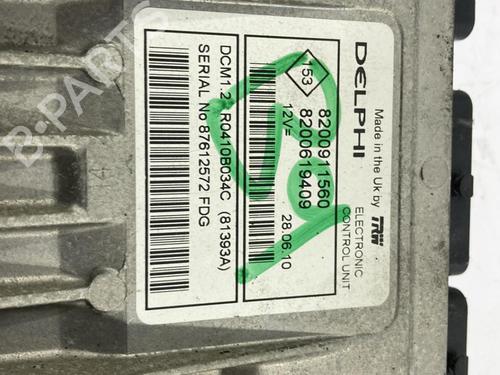 DELPHI
ELECTRONIC
CONTROL UNIT
Made in the Uk by TRW
153
8200911560
8200619409
12V=
28.06.10
DCM1.2
R0410B034C (81393A)
SERIAL No 87612572 FDG
B-PARTS